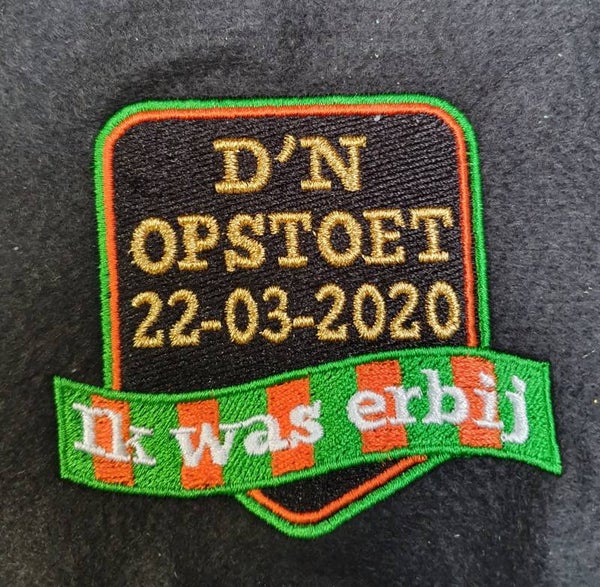 D'N
OPSTOET
22-03-2020
Ik was erbij